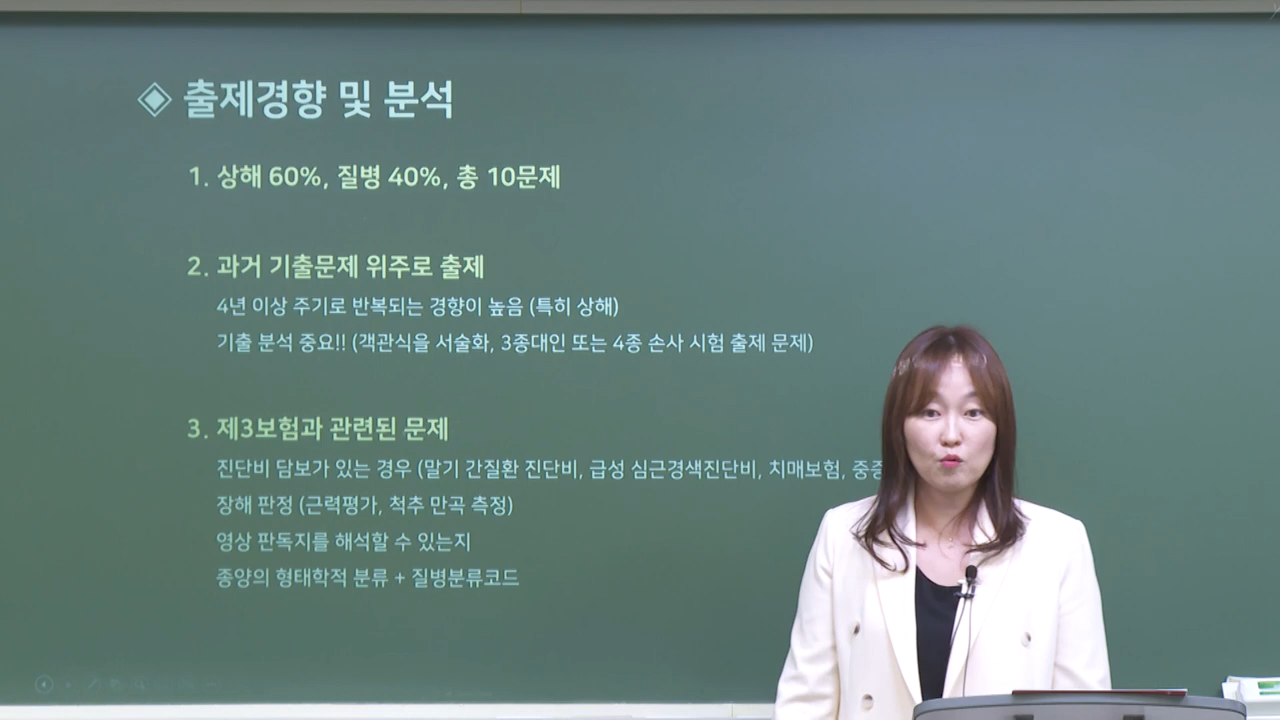 ◈ 출제경향 및 분석
1. 상해 60%, 질병 40%, 총 10문제
2. 과거 기출문제 위주로 출제
4년 이상 주기로 반복되는 경향이 높음 (특히 상해)
기출 분석 중요!! (객관식을 서술화, 3종대인 또는 4종 손사 시험 출제 문제)
3. 제3보험과 관련된 문제
진단비 담보가 있는 경우 (말기 간질환 진단비, 급성 심근경색진단비, 치매보험, 중증
장해 판정 (근력평가, 척추 만곡 측정)
영상 판독지를 해석할 수 있는지
종양의 형태학적 분류 + 질병분류코드